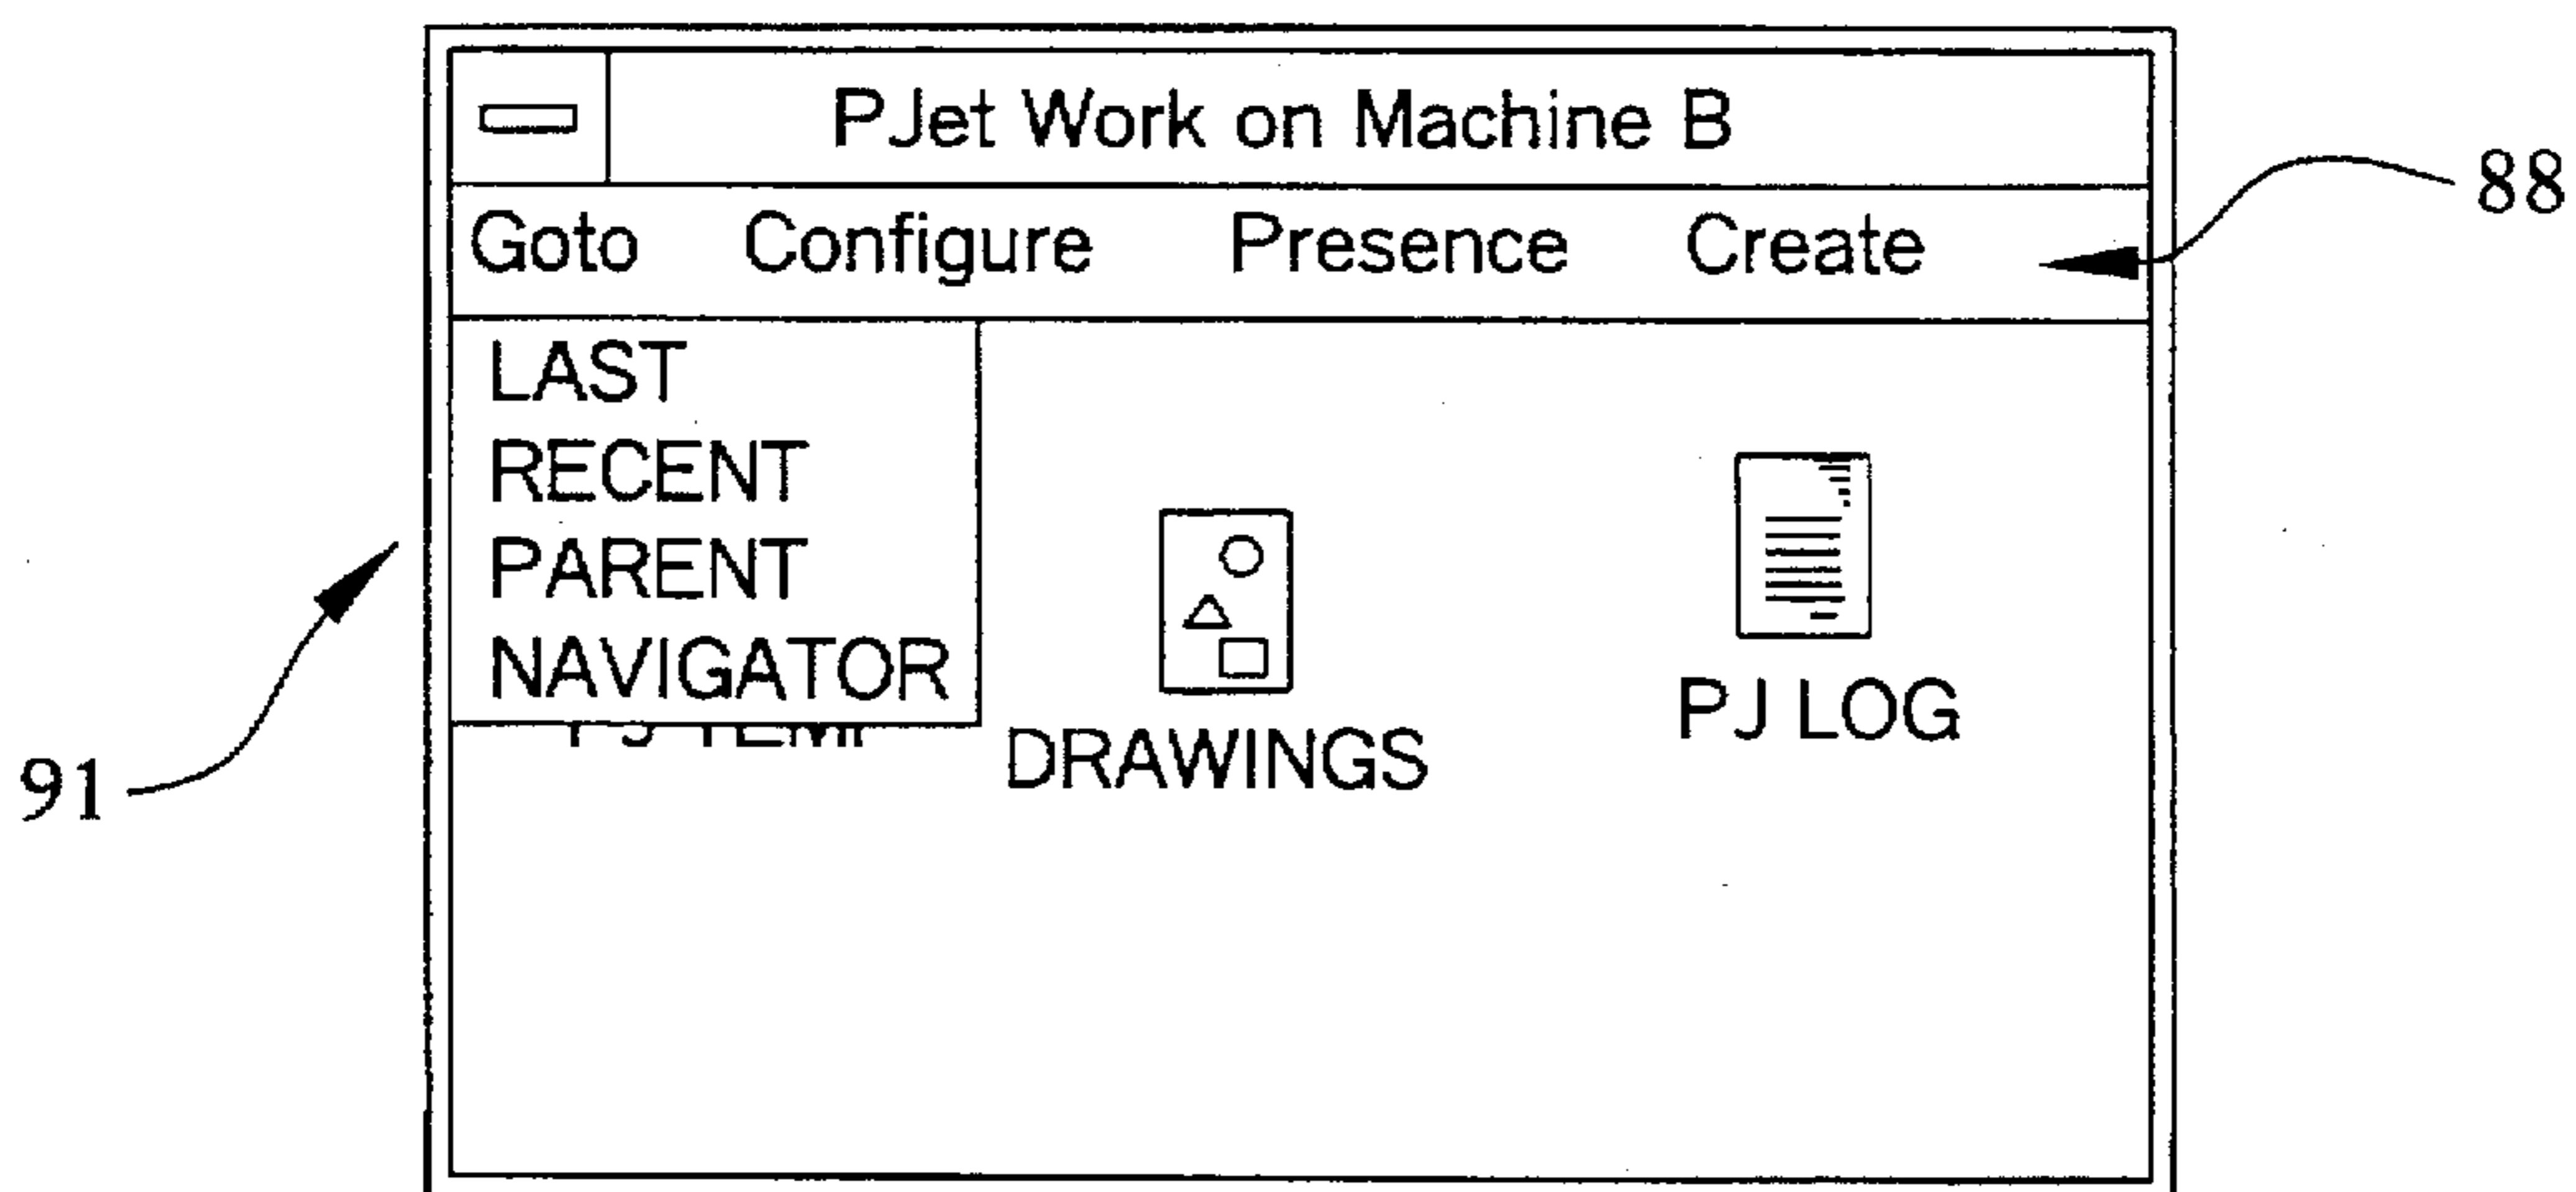 PJet Work on Machine B
Goto Configure Presence Create
88
LAST
RECENT
PARENT
NAVIGATOR
DRAWINGS
PJ LOG
91